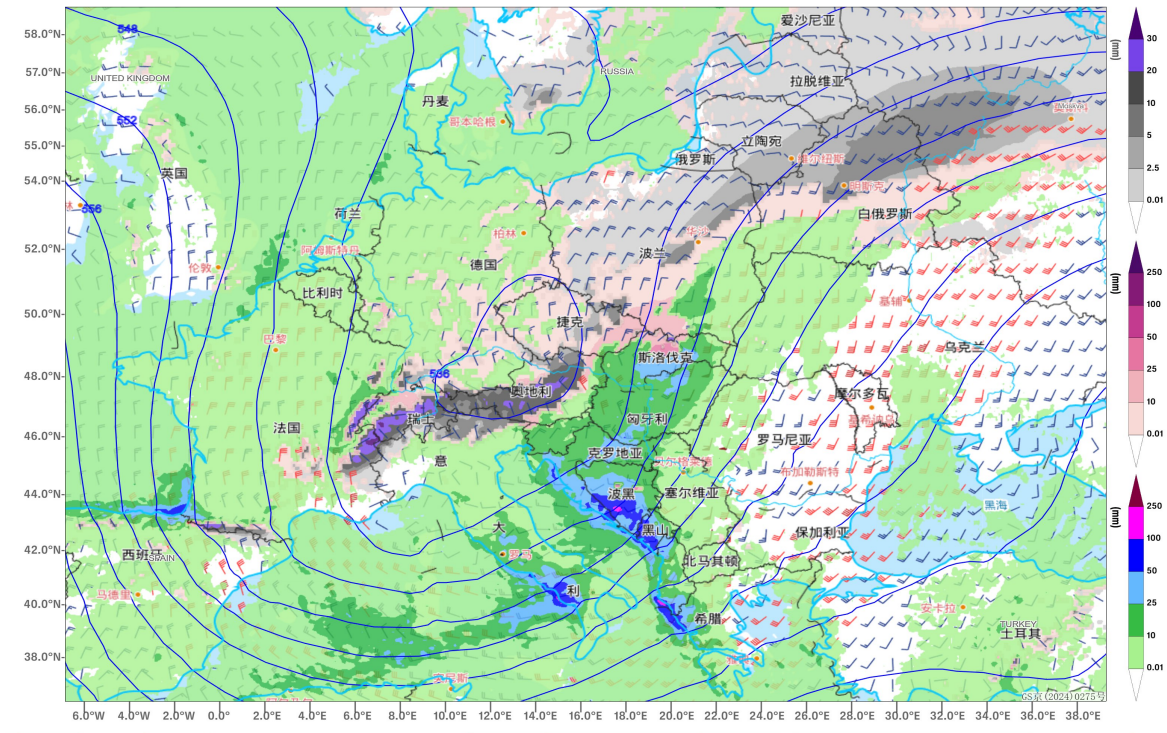 548
58.0°N
爱沙尼亚
57.0°N
UNITED KINGDOM
RUSSIA
拉脱维亚
56.0°N
丹麦
Moskva
552
哥本哈根
55.0°N
立陶宛
俄罗斯
54.0°N
英国
明斯克
556
荷兰
白俄罗斯
柏林
52.0°N
阿姆斯特丹
波兰
伦敦
德国
比利时
基辅
50.0°N
捷克
巴黎
乌克兰
斯洛伐克
48.0°N
566
奥地利
摩尔多瓦
瑞士
匈牙利
46.0°N
法国
罗马尼亚
克罗地亚
意
布加勒斯特
44.0°N
波黑
塞尔维亚
黑海
大
黑山
保加利亚
42.0°N
西班牙
SPAIN
罗马
北马其顿
马德里
利
40.0°N
希腊
安卡拉
TURKEY
土耳其
38.0°N
GS京(2024)0275号
6.0°W 4.0°W 2.0°W 0.0° 2.0°E 4.0°E 6.0°E 8.0°E 10.0°E 12.0°E 14.0°E 16.0°E 18.0°E 20.0°E 22.0°E 24.0°E 26.0°E 28.0°E 30.0°E 32.0°E 34.0°E 36.0°E 38.0°E
(mm)
30
20
10
5
2.5
0.01
(mm)
250
100
50
25
10
0.01
(mm)
250
100
50
25
10
0.01